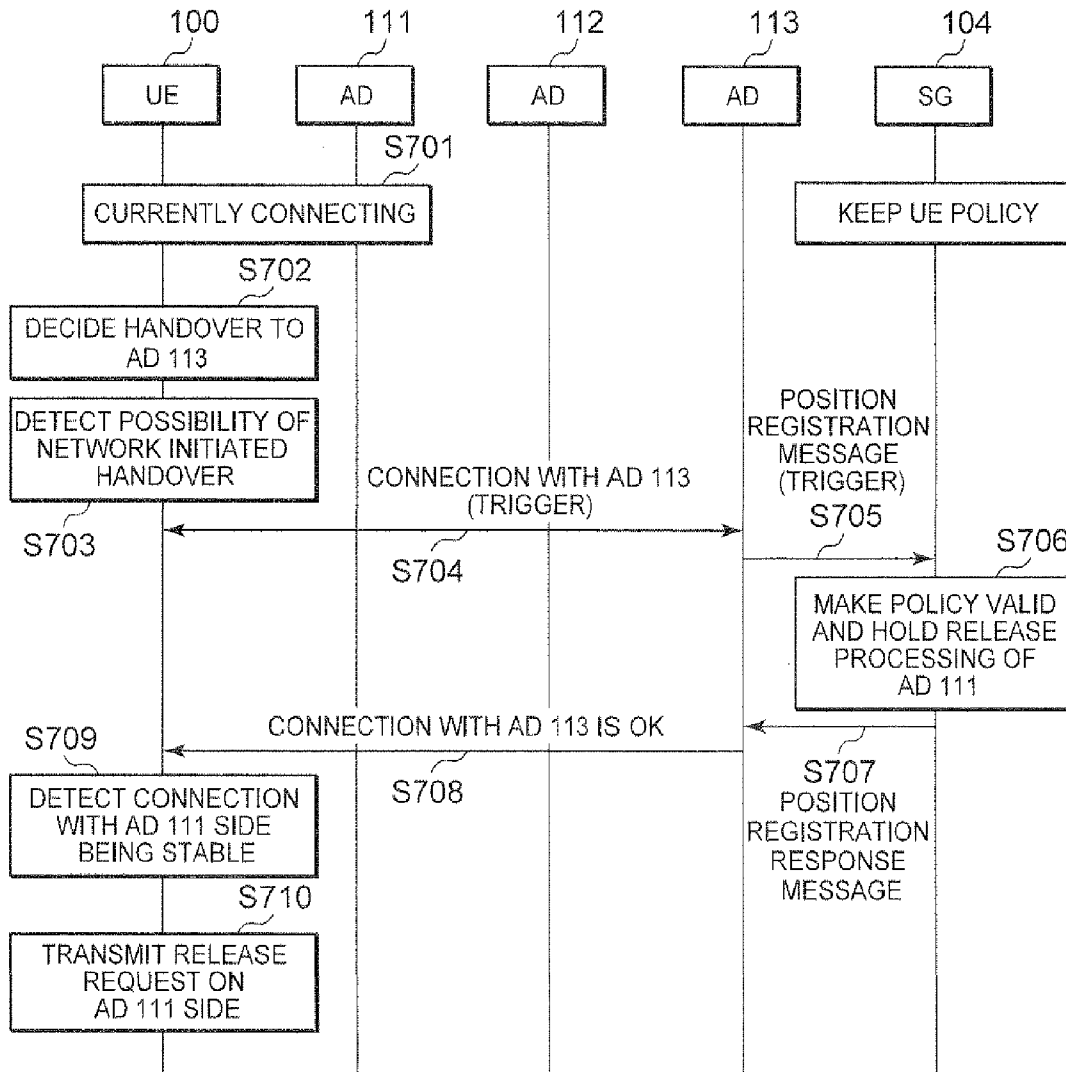 100
111
112
113
104
UE
AD
AD
AD
SG
S701
CURRENTLY CONNECTING
KEEP UE POLICY
S702
DECIDE HANDOVER TO
AD 113
DETECT POSSIBILITY OF
NETWORK INITIATED
HANDOVER
S703
CONNECTION WITH AD 113
(TRIGGER)
S704
POSITION
REGISTRATION
MESSAGE
(TRIGGER)
S705
S706
MAKE POLICY VALID
AND HOLD RELEASE
PROCESSING OF
AD 111
S707
POSITION
REGISTRATION
RESPONSE
MESSAGE
CONNECTION WITH AD 113 IS OK
S708
S709
DETECT CONNECTION
WITH AD 111 SIDE
BEING STABLE
S710
TRANSMIT RELEASE
REQUEST ON
AD 111 SIDE